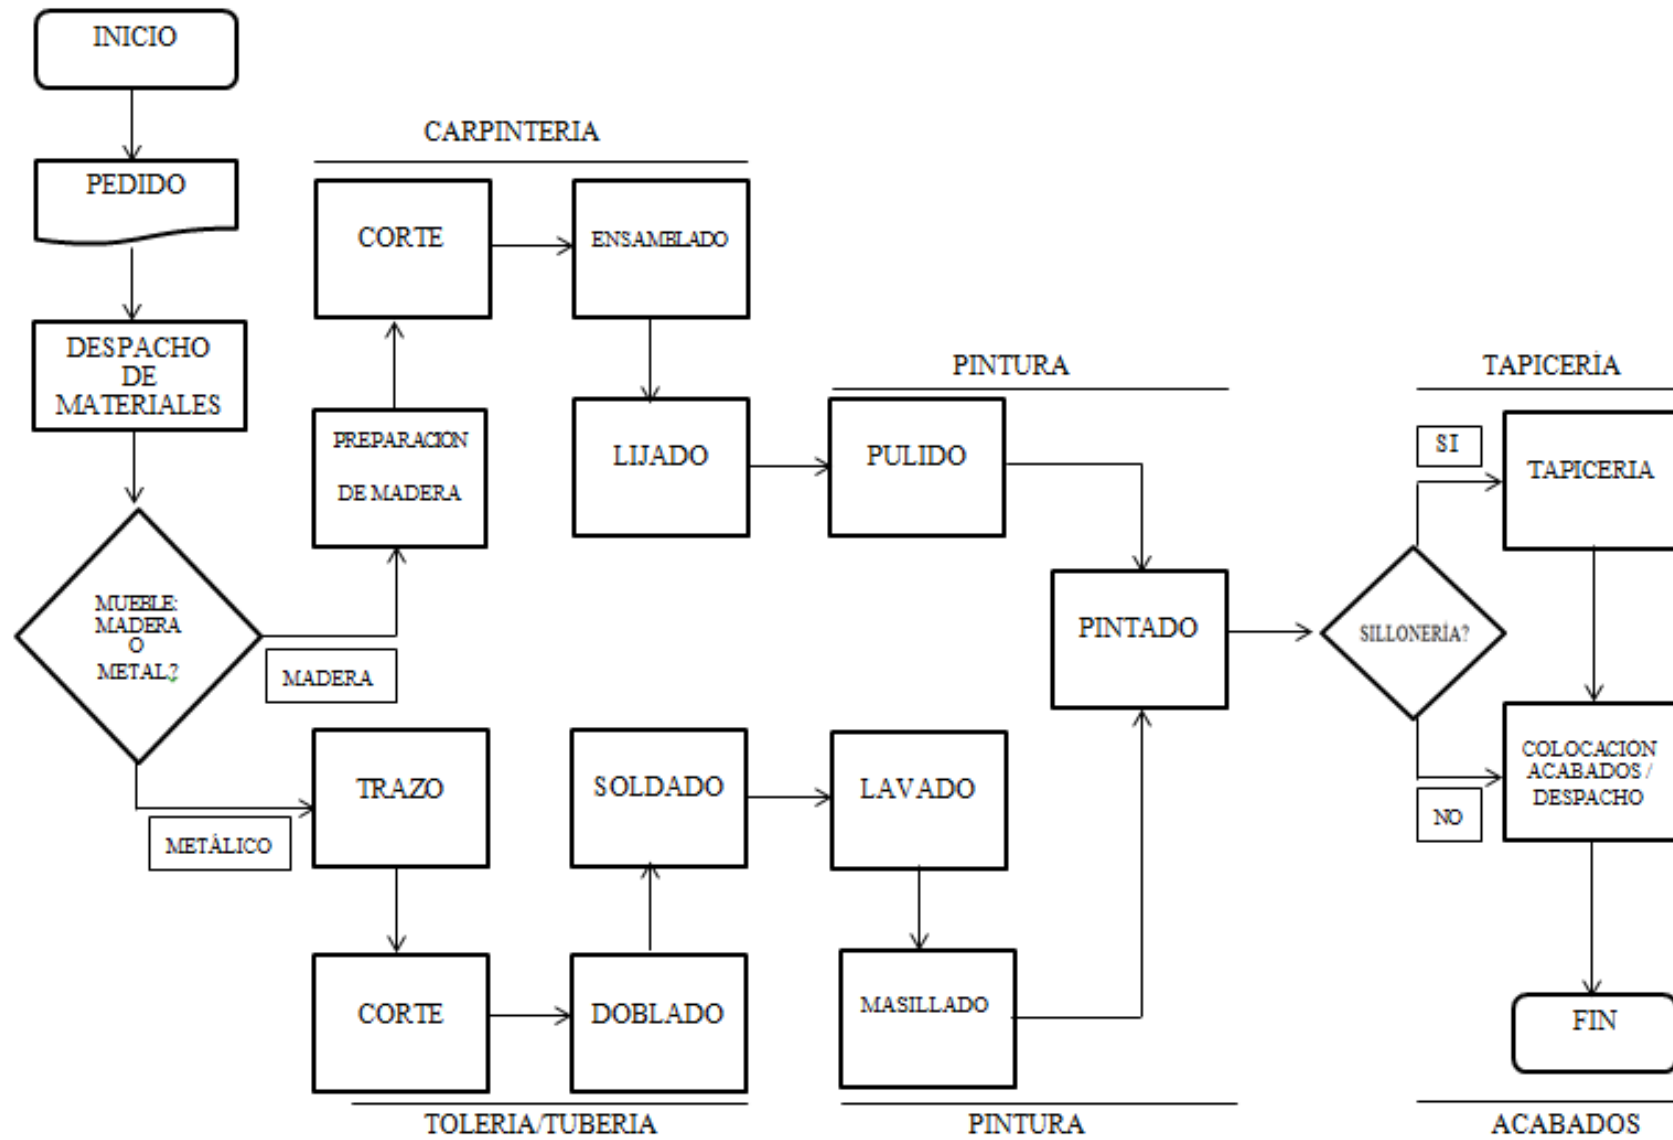 INICIO
PEDIDO
DESPACHO
DE
MATERIALES
MUEBLE:
MADERA
O
METAL?
MADERA
METÁLICO
CARPINTERIA
CORTE
ENSAMBLADO
PREPARACION
DE MADERA
LIJADO
PINTURA
PULIDO
PINTADO
TRAZO
SOLDADO
LAVADO
CORTE
DOBLADO
MASILLADO
TOLERIA/TUBERIA
PINTURA
TAPICERÍA
SI
TAPICERIA
SILLONERÍA?
COLOCACION
ACABADOS /
DESPACHO
NO
FIN
ACABADOS